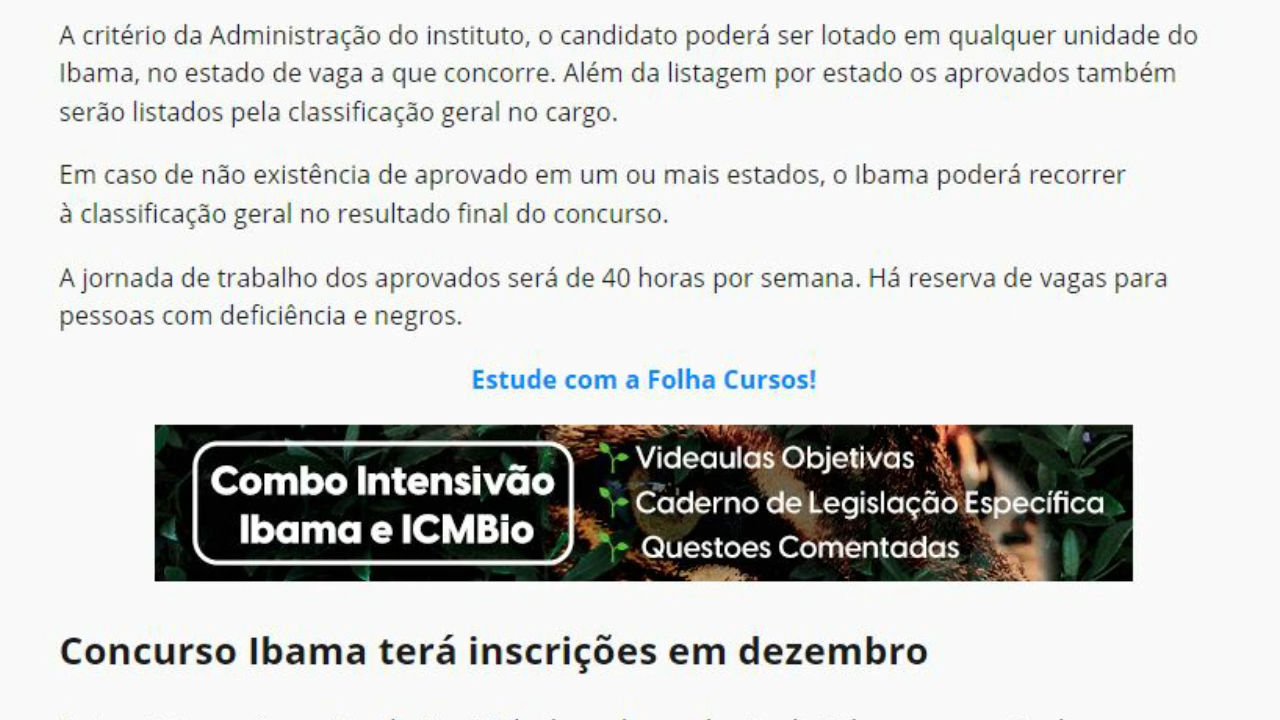 A critério da Administração do instituto, o candidato poderá ser lotado em qualquer unidade do
Ibama, no estado de vaga a que concorre. Além da listagem por estado os aprovados também
serão listados pela classificação geral no cargo.
Em caso de não existência de aprovado em um ou mais estados, o Ibama poderá recorrer
à classificação geral no resultado final do concurso.
A jornada de trabalho dos aprovados será de 40 horas por semana. Há reserva de vagas para
pessoas com deficiência e negros.
Estude com a Folha Cursos!
Combo Intensivão
Ibama e ICMBio
Videaulas Objetivas
Caderno de Legislação Específica
Questoes Comentadas
Concurso Ibama terá inscrições em dezembro